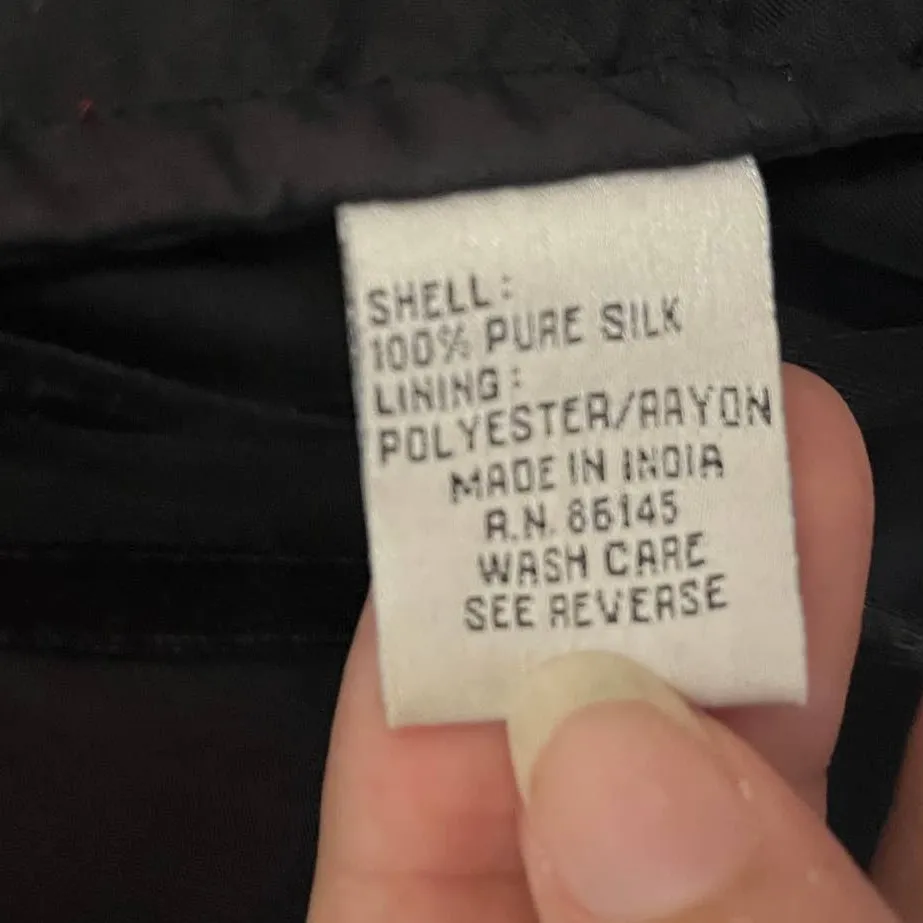 SHELL:
100% PURE SILK
LINING:
POLYESTER/RAYON
MADE IN INDIA
R.N. 86145
WASH CARE
SEE REVERSE